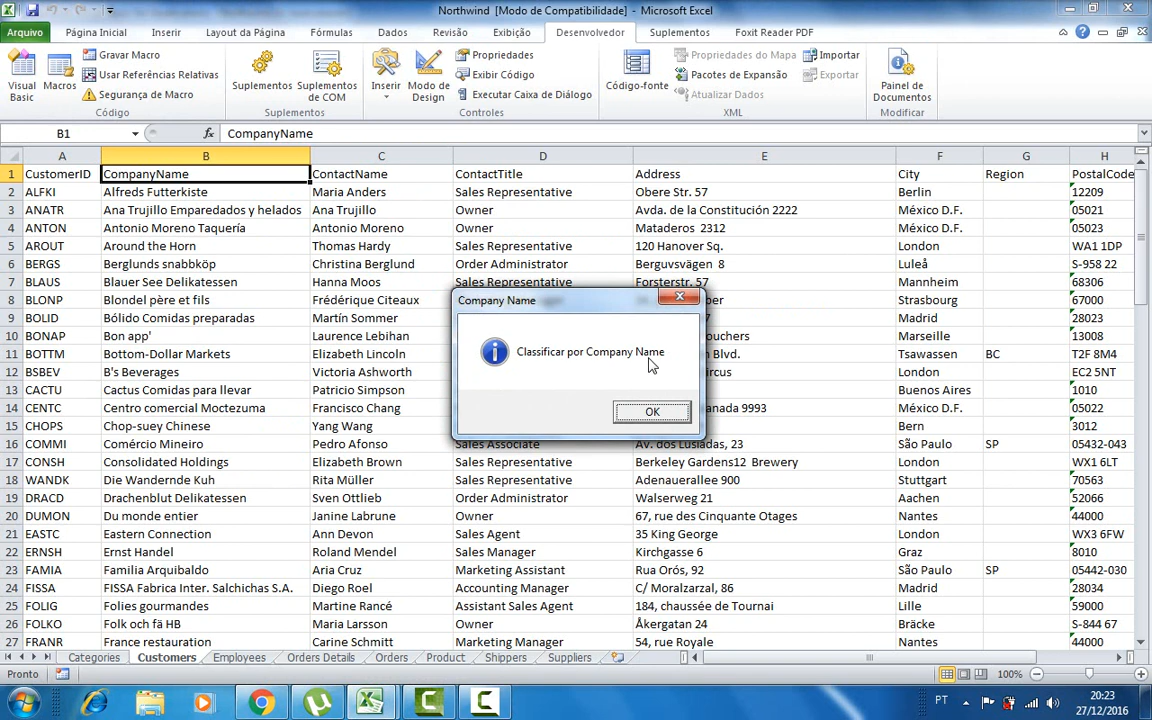 Northwind [Modo de Compatibilidade] - Microsoft Excel
Arquivo Página Inicial Inserir Layout da Página Fórmulas Dados Revisão Exibição Desenvolvedor Suplementos Foxit Reader PDF
Visual Basic
Macros
Gravar Macro
Usar Referências Relativas
Segurança de Macro
Código
Suplementos
Suplementos de COM
Suplementos
Inserir
Modo de Design
Propriedades
Exibir Código
Executar Caixa de Diálogo
Controles
Código-fonte
Propriedades do Mapa
Pacotes de Expansão
Atualizar Dados
Importar
Exportar
XML
Painel de Documentos
Modificar
B1 fx CompanyName
A B C D E F G H
1 CustomerID CompanyName ContactName ContactTitle Address City Region PostalCode
2 ALFKI Alfreds Futterkiste Maria Anders Sales Representative Obere Str. 57 Berlin 12209
3 ANATR Ana Trujillo Emparedados y helados Ana Trujillo Owner Avda. de la Constitución 2222 México D.F. 05021
4 ANTON Antonio Moreno Taquería Antonio Moreno Owner Mataderos 2312 México D.F. 05023
5 AROUT Around the Horn Thomas Hardy Sales Representative 120 Hanover Sq. London WA1 1DP
6 BERGS Berglunds snabbköp Christina Berglund Order Administrator Berguvsvägen 8 Luleå S-958 22
7 BLAUS Blauer See Delikatessen Hanna Moos Sales Representative Forsterstr. 57 Mannheim 68306
8 BLONP Blondel père et fils Frédérique Citeaux Strasbourg 67000
9 BOLID Bólido Comidas preparadas Martín Sommer Madrid 28023
10 BONAP Bon app' Laurence Lebihan ouchers Marseille 13008
11 BOTTM Bottom-Dollar Markets Elizabeth Lincoln n Blvd. Tsawassen BC T2F 8M4
12 BSBEV B's Beverages Victoria Ashworth ircus London EC2 5NT
13 CACTU Cactus Comidas para llevar Patricio Simpson Buenos Aires 1010
14 CENTC Centro comercial Moctezuma Francisco Chang anada 9993 México D.F. 05022
15 CHOPS Chop-suey Chinese Yang Wang Bern 3012
16 COMMI Comércio Mineiro Pedro Afonso Sales Associate Av. dos Lusíadas, 23 São Paulo SP 05432-043
17 CONSH Consolidated Holdings Elizabeth Brown Sales Representative Berkeley Gardens12 Brewery London WX1 6LT
18 WANDK Die Wandernde Kuh Rita Müller Sales Representative Adenauerallee 900 Stuttgart 70563
19 DRACD Drachenblut Delikatessen Sven Ottlieb Order Administrator Walserweg 21 Aachen 52066
20 DUMON Du monde entier Janine Labrune Owner 67, rue des Cinquante Otages Nantes 44000
21 EASTC Eastern Connection Ann Devon Sales Agent 35 King George London WX3 6FW
22 ERNSH Ernst Handel Roland Mendel Sales Manager Kirchgasse 6 Graz 8010
23 FAMIA Familia Arquibaldo Aria Cruz Marketing Assistant Rua Orós, 92 São Paulo SP 05442-030
24 FISSA FISSA Fabrica Inter. Salchichas S.A. Diego Roel Accounting Manager C/ Moralzarzal, 86 Madrid 28034
25 FOLIG Folies gourmandes Martine Rancé Assistant Sales Agent 184, chaussée de Tournai Lille 59000
26 FOLKO Folk och fä HB Maria Larsson Owner Åkergatan 24 Bräcke S-844 67
27 FRANR France restauration Carine Schmitt Marketing Manager 54, rue Royale Nantes 44000
Company Name
Classificar por Company Name
OK
Categories Customers Employees Orders Details Orders Product Shippers Suppliers
Pronto 100%
PT 20:23
27/12/2016